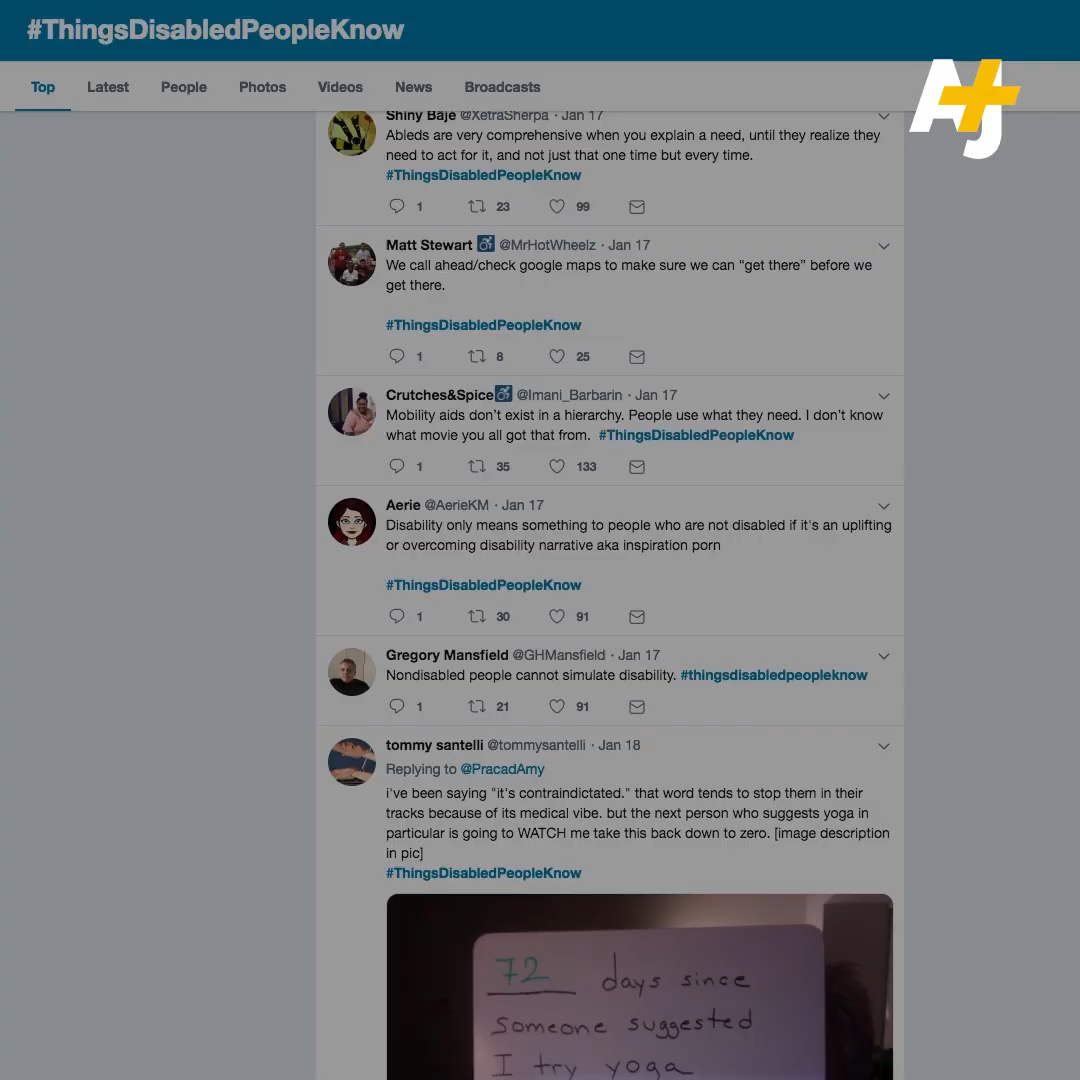 #ThingsDisabledPeopleKnow
Top Latest People Photos Videos News Broadcasts
AJ+
Shiny Baje @XetraSherpa · Jan 17
Ableds are very comprehensive when you explain a need, until they realize they
need to act for it, and not just that one time but every time.
#ThingsDisabledPeopleKnow
1 23 99
Matt Stewart @MrHotWheelz · Jan 17
We call ahead/check google maps to make sure we can “get there” before we
get there.
#ThingsDisabledPeopleKnow
1 8 25
Crutches&Spice @Imani_Barbarin · Jan 17
Mobility aids don’t exist in a hierarchy. People use what they need. I don’t know
what movie you all got that from. #ThingsDisabledPeopleKnow
1 35 133
Aerie @AerieKM · Jan 17
Disability only means something to people who are not disabled if it's an uplifting
or overcoming disability narrative aka inspiration porn
#ThingsDisabledPeopleKnow
1 30 91
Gregory Mansfield @GHMansfield · Jan 17
Nondisabled people cannot simulate disability. #thingsdisabledpeopleknow
1 21 91
tommy santelli @tommysantelli · Jan 18
Replying to @PracadAmy
i've been saying "it's contraindictated." that word tends to stop them in their
tracks because of its medical vibe. but the next person who suggests yoga in
particular is going to WATCH me take this back down to zero. [image description
in pic]
#ThingsDisabledPeopleKnow
72 days since
someone suggested
I try yoga